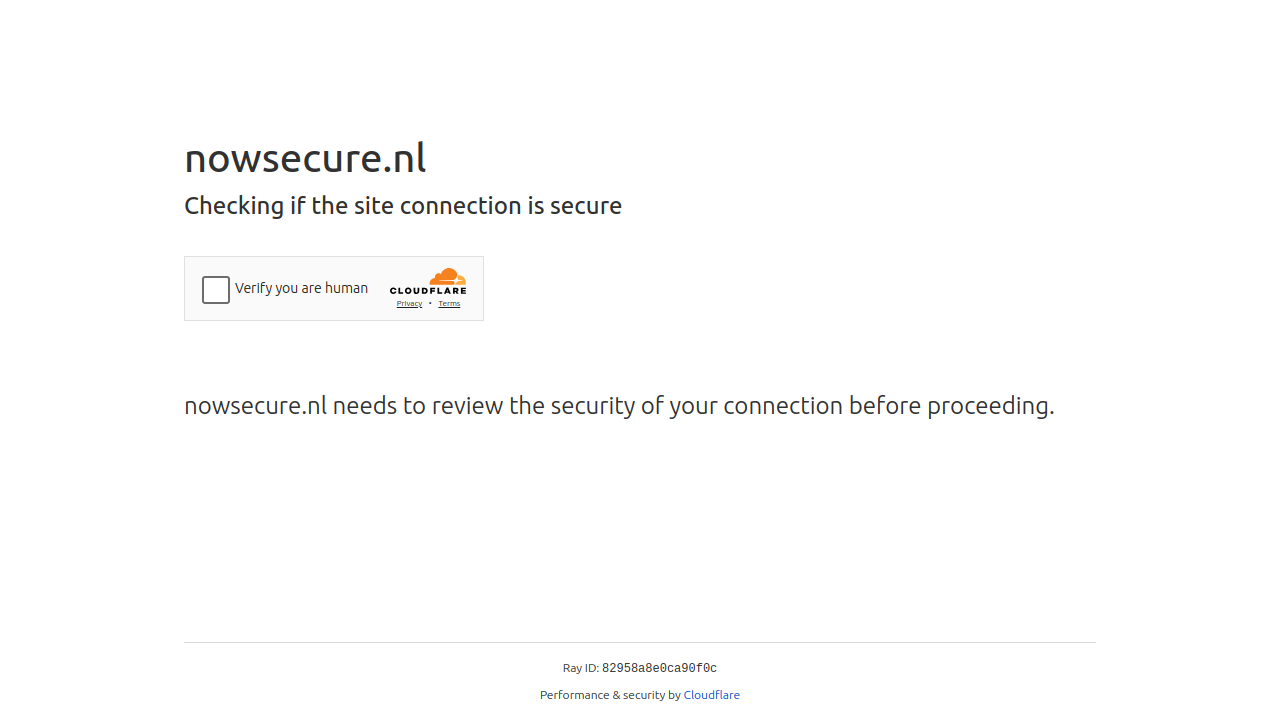 nowsecure.nl
Checking if the site connection is secure
Verify you are human
CLOUDFLARE
Privacy • Terms
nowsecure.nl needs to review the security of your connection before proceeding.
Ray ID: 82958a8e0ca90f0c
Performance & security by Cloudflare